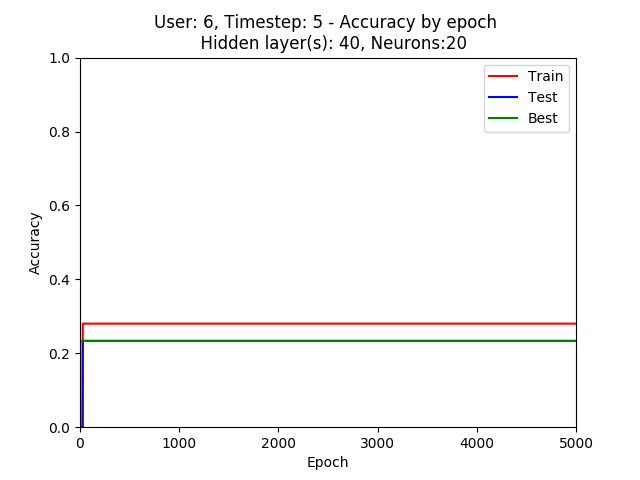 User: 6, Timestep: 5 - Accuracy by epoch
Hidden layer(s): 40, Neurons:20
1.0
0.8
0.6
0.4
0.2
0.0
Accuracy
Train
Test
Best
0
1000
2000
3000
4000
5000
Epoch